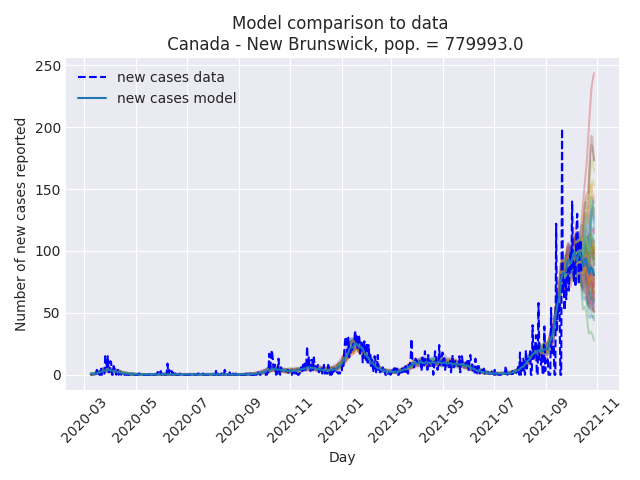 Model comparison to data
Canada - New Brunswick, pop. = 779993.0
new cases data
new cases model
Number of new cases reported
250
200
150
100
50
0
2020-03
2020-05
2020-07
2020-09
2020-11
2021-01
2021-03
2021-05
2021-07
2021-09
2021-11
Day